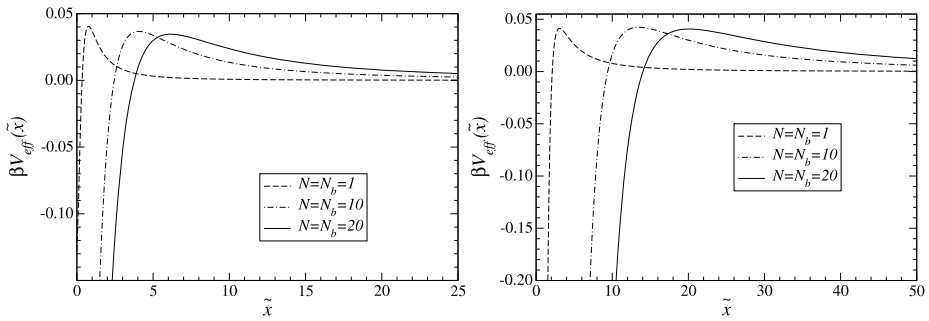 0.05
0.00
-0.05
-0.10
βV_eff(x̃)
N=N_b=1
N=N_b=10
N=N_b=20
0 5 10 15 20 25
x̃
0.05
0.00
-0.05
-0.10
-0.15
-0.20
βV_eff(x̃)
N=N_b=1
N=N_b=10
N=N_b=20
0 10 20 30 40 50
x̃